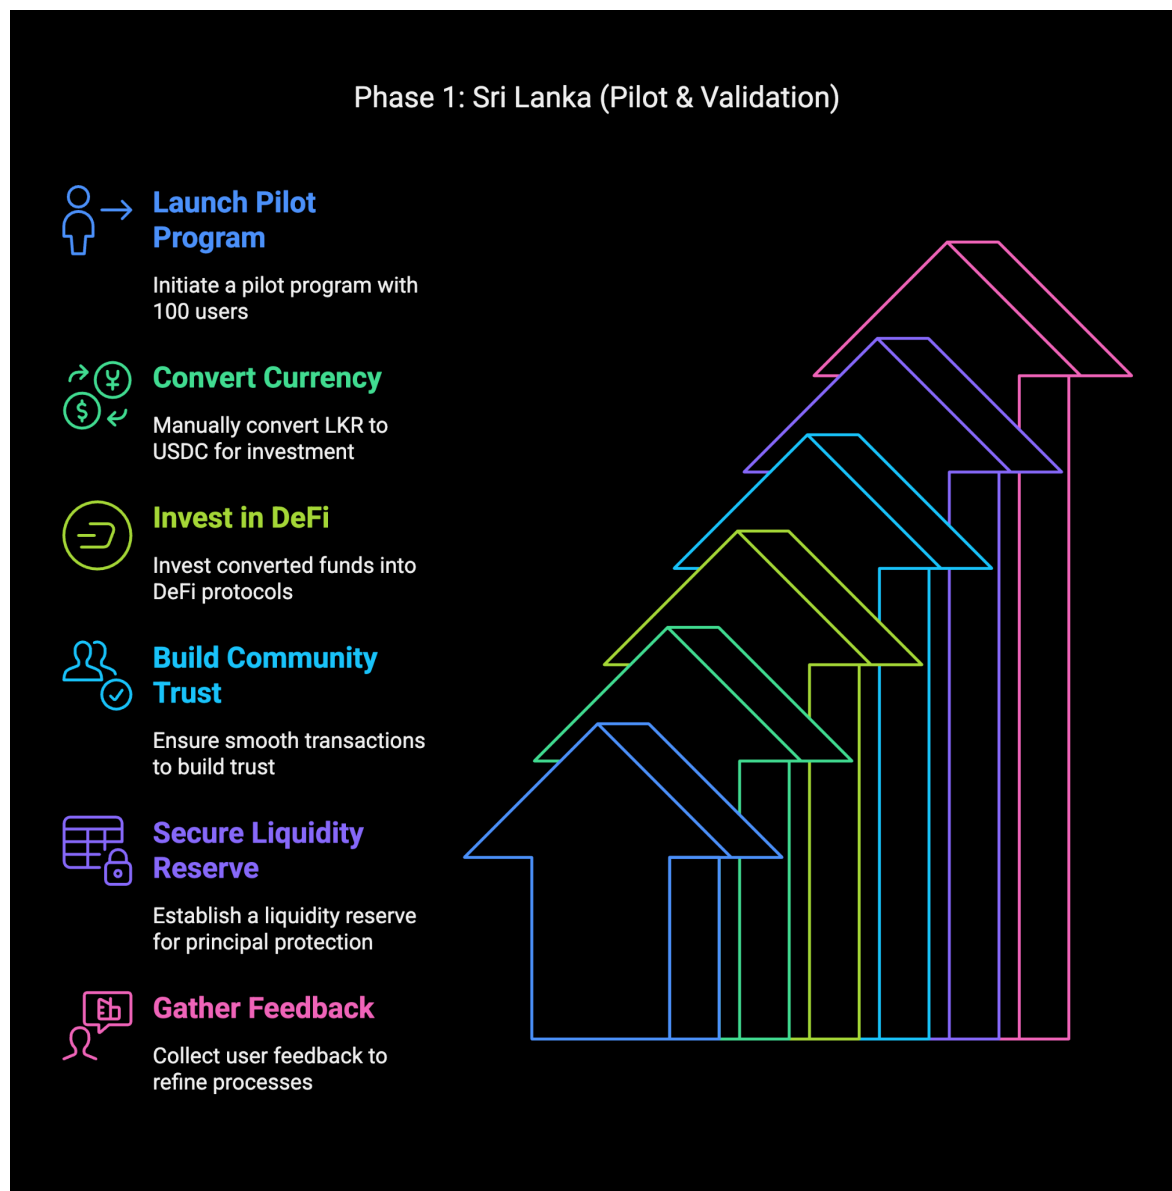 Phase 1: Sri Lanka (Pilot & Validation)
Launch Pilot
Program
Initiate a pilot program with
100 users
Convert Currency
Manually convert LKR to
USDC for investment
Invest in DeFi
Invest converted funds into
DeFi protocols
Build Community
Trust
Ensure smooth transactions
to build trust
Secure Liquidity
Reserve
Establish a liquidity reserve
for principal protection
Gather Feedback
Collect user feedback to
refine processes